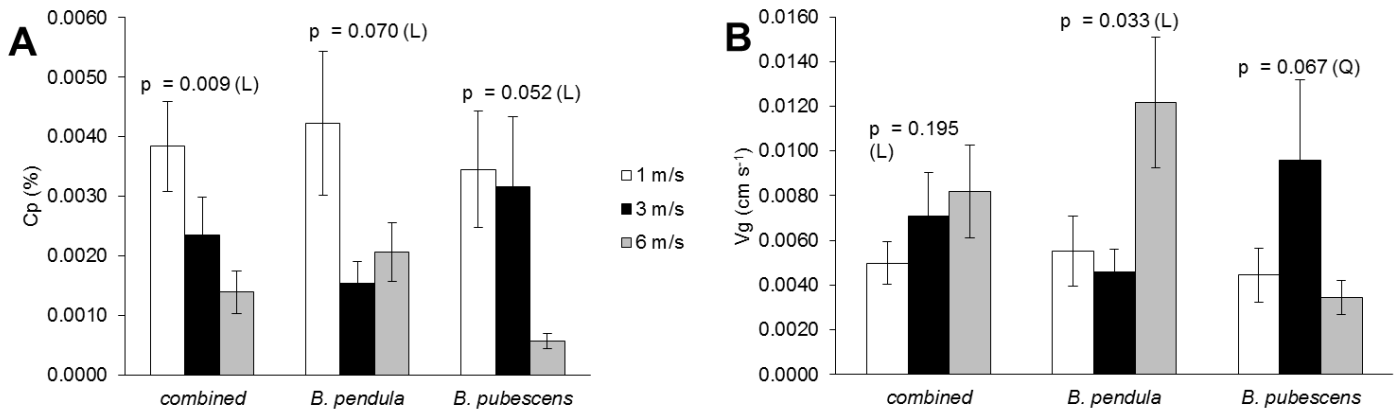 A
Cp (%)
0.0060
0.0050
0.0040
0.0030
0.0020
0.0010
0.0000
p = 0.009 (L)
p = 0.070 (L)
p = 0.052 (L)
combined
B. pendula
B. pubescens
1 m/s
3 m/s
6 m/s
B
Vg (cm s⁻¹)
0.0160
0.0140
0.0120
0.0100
0.0080
0.0060
0.0040
0.0020
0.0000
p = 0.195
(L)
p = 0.033 (L)
p = 0.067 (Q)
combined
B. pendula
B. pubescens